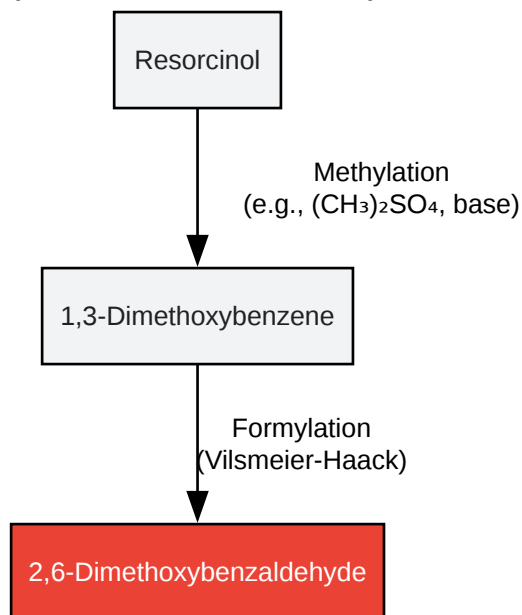 Resorcinol
Methylation
(e.g., (CH₃)₂SO₄, base)
1,3-Dimethoxybenzene
Formylation
(Vilsmeier-Haack)
2,6-Dimethoxybenzaldehyde